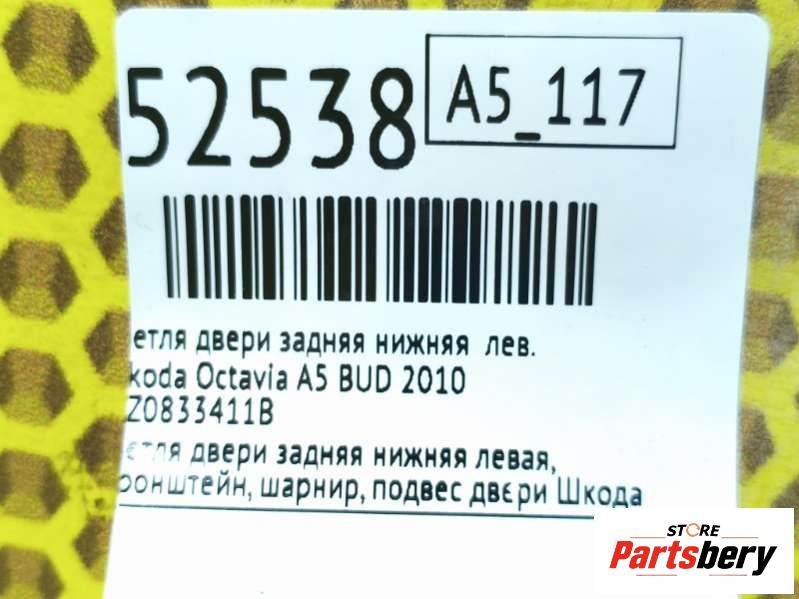 52538
A5_117
етля двери задняя нижняя лев.
koda Octavia A5 BUD 2010
Z0833411B
етля двери задняя нижняя левая,
ронштейн, шарнир, подвес двери Шкода
STORE
Partsbery